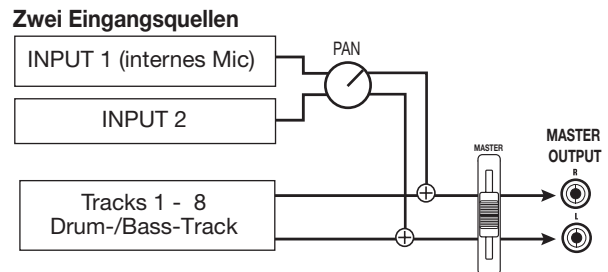 Zwei Eingangsquellen
INPUT 1 (internes Mic)
PAN
INPUT 2
MASTER
MASTER
OUTPUT
R
Tracks 1 - 8
Drum-/Bass-Track
L